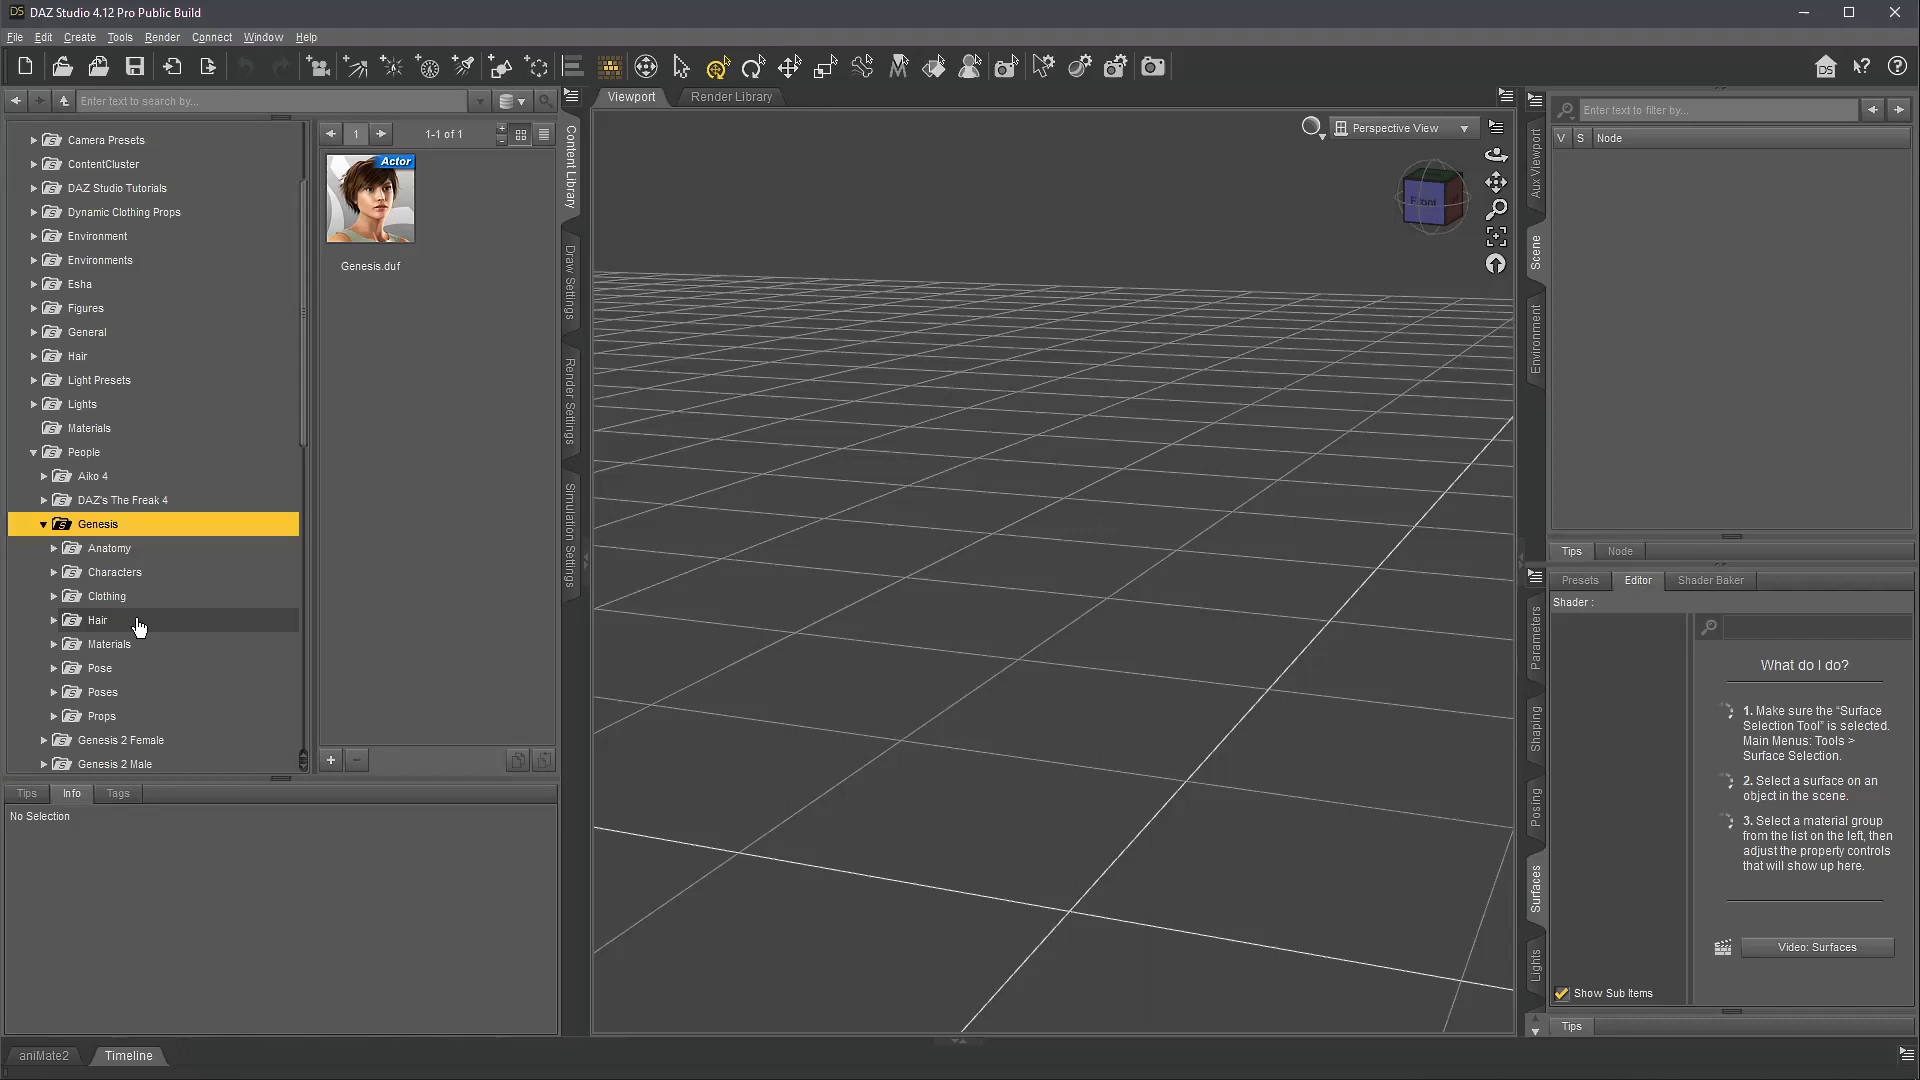 DAZ Studio 4.12 Pro Public Build
File Edit Create Tools Render Connect Window Help
Enter text to search by...
Camera Presets
ContentCluster
DAZ Studio Tutorials
Dynamic Clothing Props
Environment
Environments
Esha
Figures
General
Hair
Light Presets
Lights
Materials
People
Aiko 4
DAZ's The Freak 4
Genesis
Anatomy
Characters
Clothing
Hair
Materials
Pose
Poses
Props
Genesis 2 Female
Genesis 2 Male
1
1-1 of 1
Actor
Genesis.duf
Content Library
Draw Settings
Render Settings
Simulation Settings
Tips Info Tags
No Selection
Viewport Render Library
Perspective View
Front
DS
Aux Viewport
Scene
Environment
Enter text to filter by...
V S Node
Tips Node
Parameters
Shaping
Posing
Surfaces
Lights
Presets Editor Shader Baker
Shader :
What do I do?
1. Make sure the “Surface
Selection Tool” is selected.
Main Menus: Tools >
Surface Selection.
2. Select a surface on an
object in the scene.
3. Select a material group
from the list on the left, then
adjust the property controls
that will show up here.
Video: Surfaces
Show Sub Items
Tips
aniMate2 Timeline